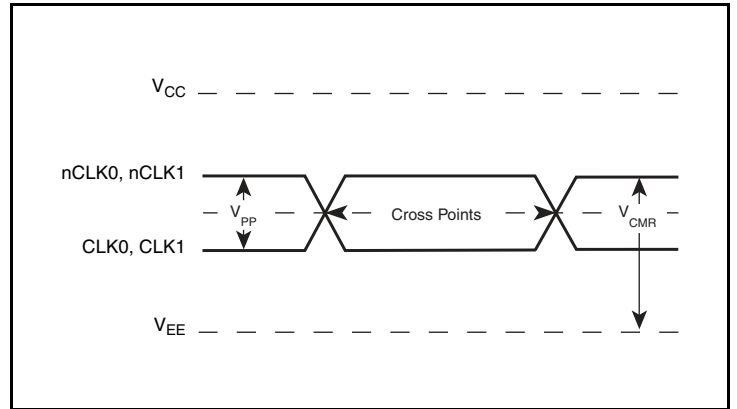 VCC
nCLK0, nCLK1
VPP
Cross Points
VCMR
CLK0, CLK1
VEE